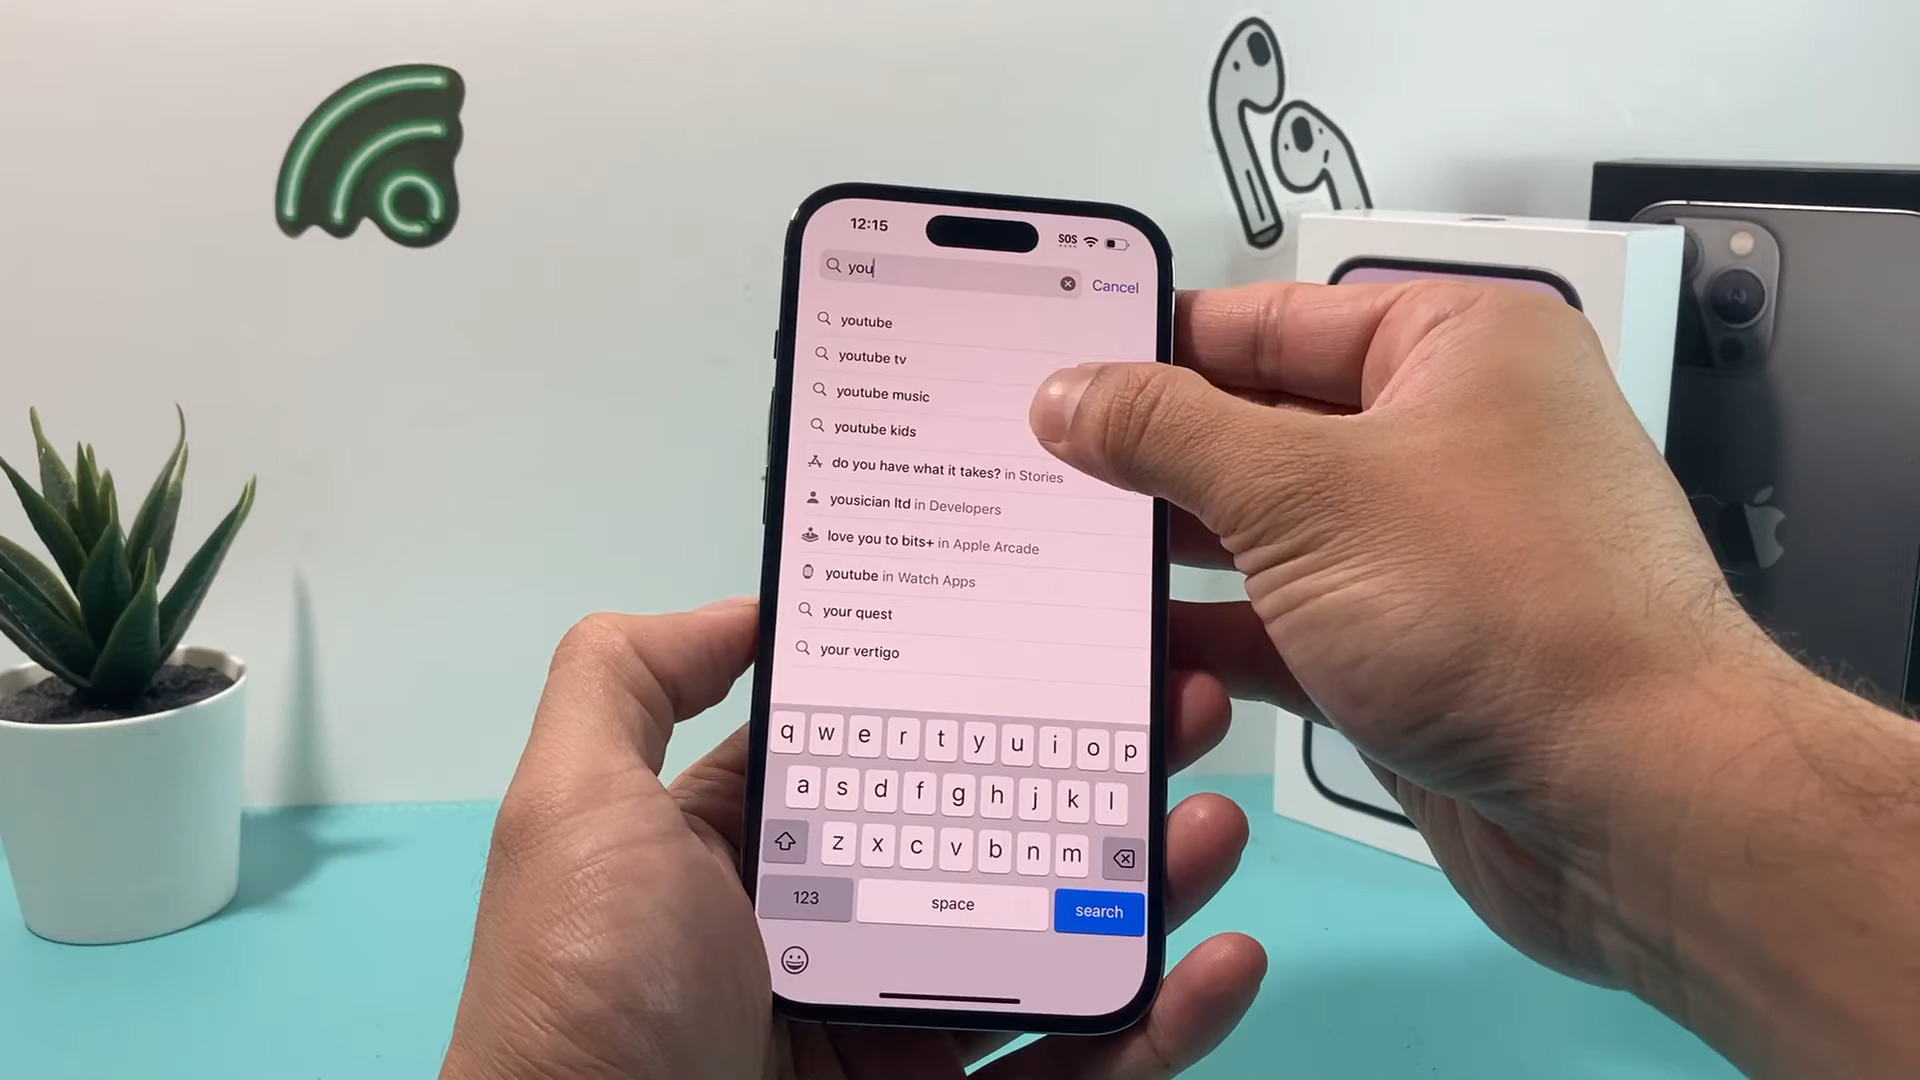 12:15 SOS
you Cancel
youtube
youtube tv
youtube music
youtube kids
do you have what it takes? in Stories
yousician ltd in Developers
love you to bits+ in Apple Arcade
youtube in Watch Apps
your quest
your vertigo
q w e r t y u i o p
a s d f g h j k l
z x c v b n m
123 space search